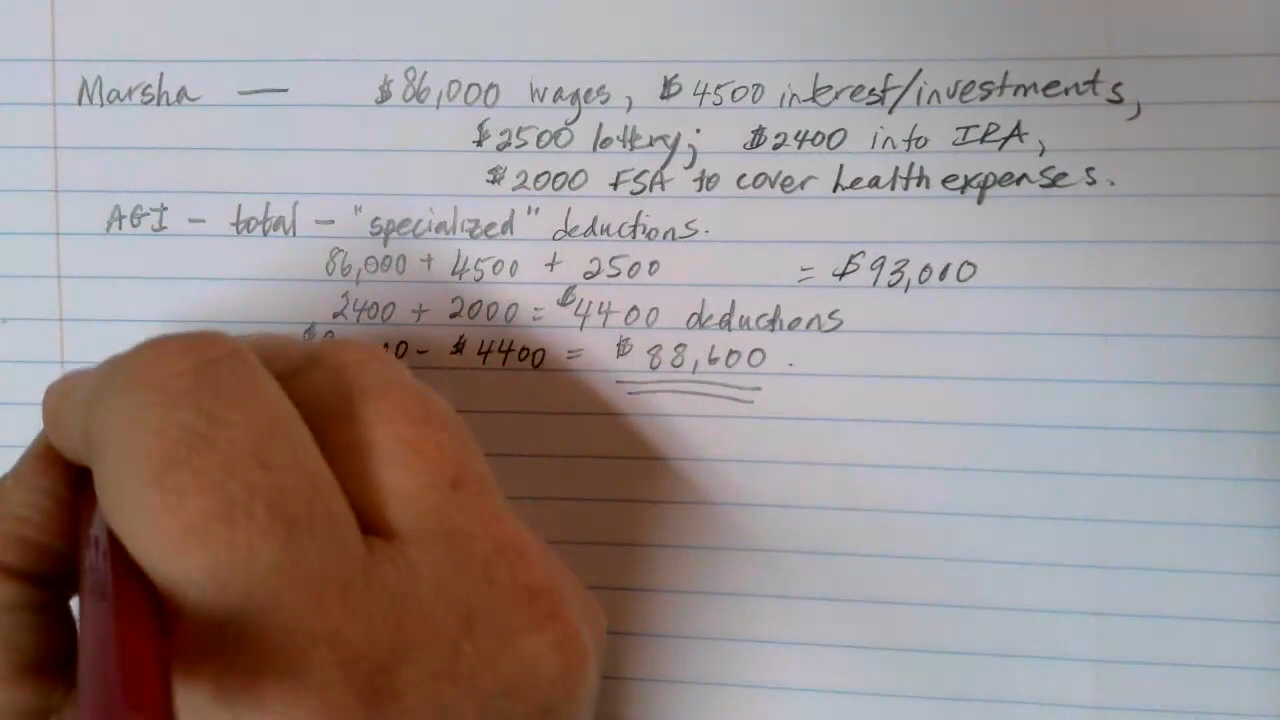 Marsha — $86,000 wages, $4500 interest/investments,
$2500 lottery; $2400 into IRA,
$2000 FSA to cover health expenses.
AGI - total - "specialized" deductions.
86,000 + 4500 + 2500 = $93,000
2400 + 2000 = $4400 deductions
0 - $4400 = $88,600.